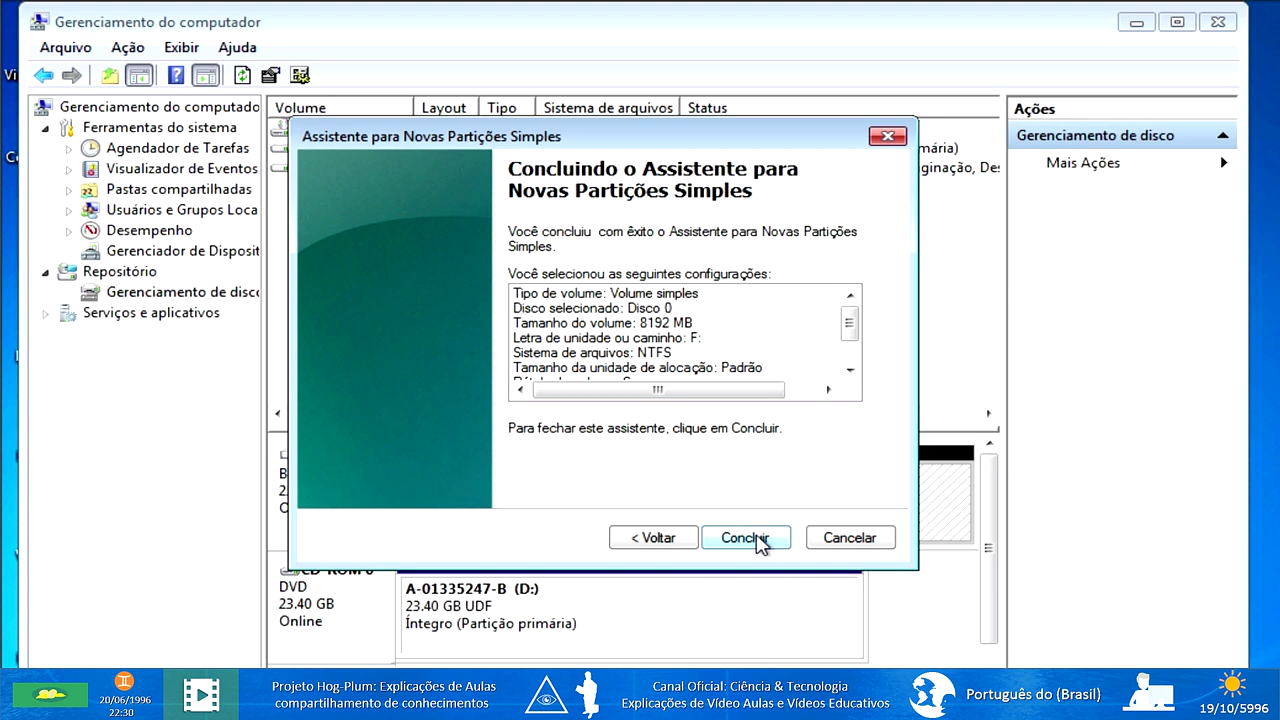 Gerenciamento do computador
Arquivo Ação Exibir Ajuda
Gerenciamento do computado
Ferramentas do sistema
Agendador de Tarefas
Visualizador de Eventos
Pastas compartilhadas
Usuários e Grupos Loca
Desempenho
Gerenciador de Disposit
Repositório
Gerenciamento de disc
Serviços e aplicativos
Volume Layout Tipo Sistema de arquivos Status
mária)
ginação, Des
Ações
Gerenciamento de disco
Mais Ações
Assistente para Novas Partições Simples
Concluindo o Assistente para
Novas Partições Simples
Você concluiu com êxito o Assistente para Novas Partições
Simples.
Você selecionou as seguintes configurações:
Tipo de volume: Volume simples
Disco selecionado: Disco 0
Tamanho do volume: 8192 MB
Letra de unidade ou caminho: F:
Sistema de arquivos: NTFS
Tamanho da unidade de alocação: Padrão
Para fechar este assistente, clique em Concluir.
< Voltar Concluir Cancelar
CD-ROM 0
DVD
23.40 GB
Online
A-01335247-B (D:)
23.40 GB UDF
Íntegro (Partição primária)
20/06/1996
22:30
Projeto Hog-Plum: Explicações de Aulas
compartilhamento de conhecimentos
Canal Oficial: Ciência & Tecnologia
Explicações de Vídeo Aulas e Vídeos Educativos
Português do (Brasil)
19/10/5996